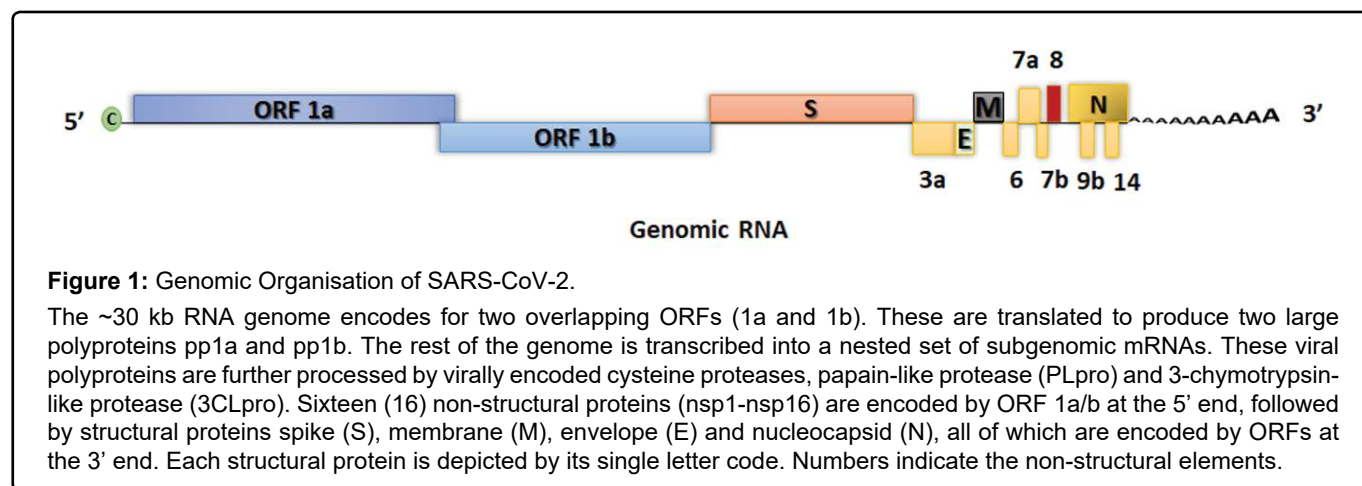 7a 8
5’ C ORF 1a S M N AAAAAAAAAAA 3’
ORF 1b E
3a 6 7b 9b 14
Genomic RNA
Figure 1: Genomic Organisation of SARS-CoV-2.
The ~30 kb RNA genome encodes for two overlapping ORFs (1a and 1b). These are translated to produce two large
polyproteins pp1a and pp1b. The rest of the genome is transcribed into a nested set of subgenomic mRNAs. These viral
polyproteins are further processed by virally encoded cysteine proteases, papain-like protease (PLpro) and 3-chymotrypsin-
like protease (3CLpro). Sixteen (16) non-structural proteins (nsp1-nsp16) are encoded by ORF 1a/b at the 5’ end, followed
by structural proteins spike (S), membrane (M), envelope (E) and nucleocapsid (N), all of which are encoded by ORFs at
the 3’ end. Each structural protein is depicted by its single letter code. Numbers indicate the non-structural elements.